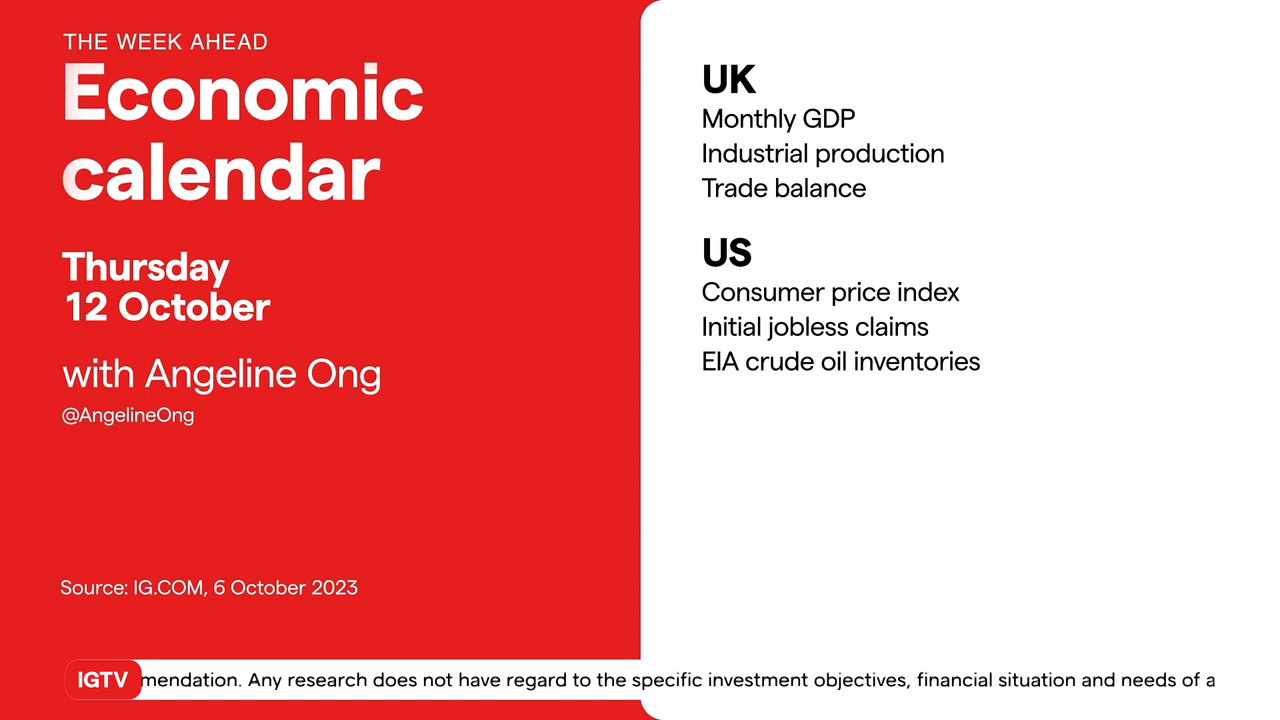 THE WEEK AHEAD
Economic
calendar
Thursday
12 October
with Angeline Ong
@AngelineOng
Source: IG.COM, 6 October 2023
UK
Monthly GDP
Industrial production
Trade balance
US
Consumer price index
Initial jobless claims
EIA crude oil inventories
IGTV
mendation. Any research does not have regard to the specific investment objectives, financial situation and needs of a